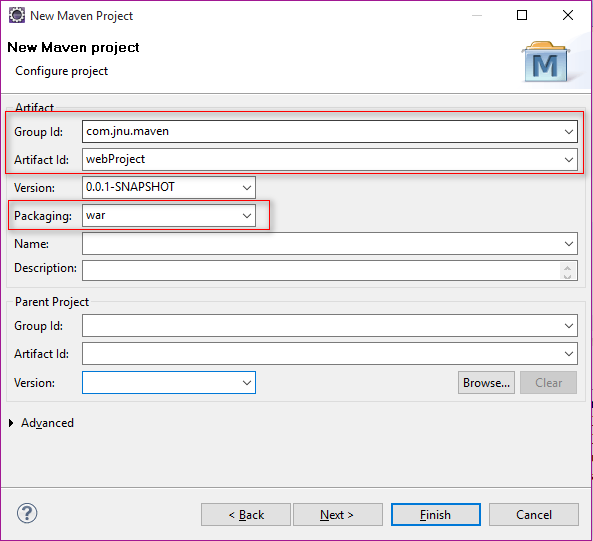 New Maven Project
New Maven project
Configure project
M
Artifact
Group Id: com.jnu.maven
Artifact Id: webProject
Version: 0.0.1-SNAPSHOT
Packaging: war
Name:
Description:
Parent Project
Group Id:
Artifact Id:
Version: Browse... Clear
Advanced
? < Back Next > Finish Cancel